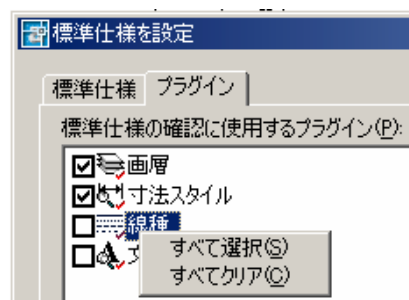 標準仕様を設定
標準仕様 プラグイン
標準仕様の確認に使用するプラグイン(P):
画層
寸法スタイル
線種
すべて選択(S)
すべてクリア(C)